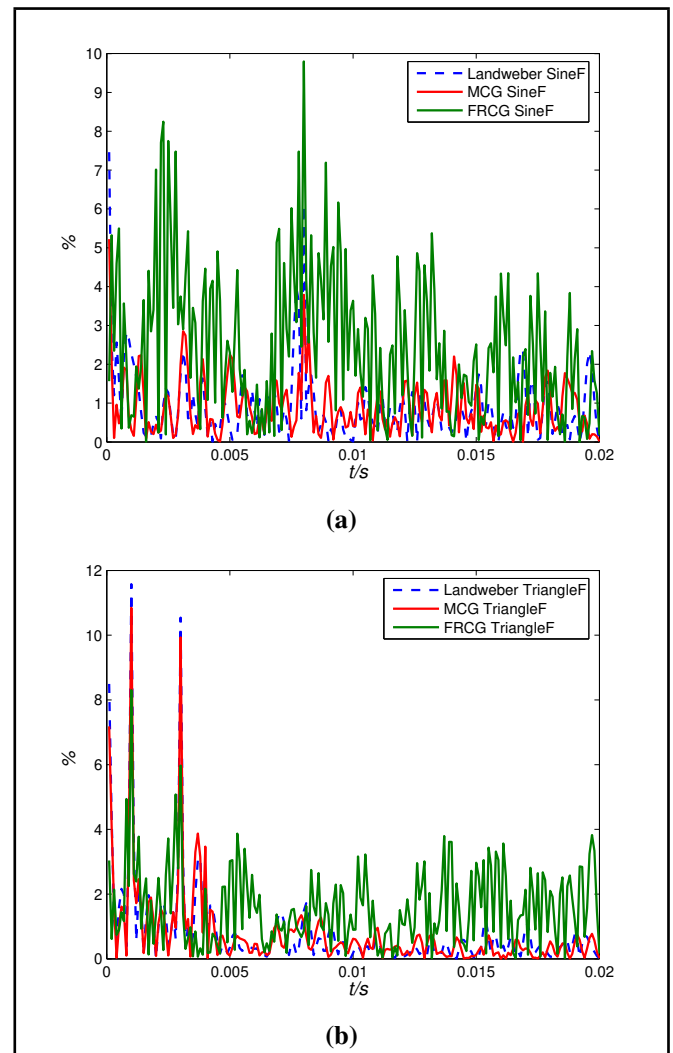 10
9
8
7
6
5
4
3
2
1
0
%
Landweber SineF
MCG SineF
FRCG SineF
0 0.005 0.01 0.015 0.02
t/s
(a)
12
10
8
6
4
2
0
%
Landweber TriangleF
MCG TriangleF
FRCG TriangleF
0 0.005 0.01 0.015 0.02
t/s
(b)